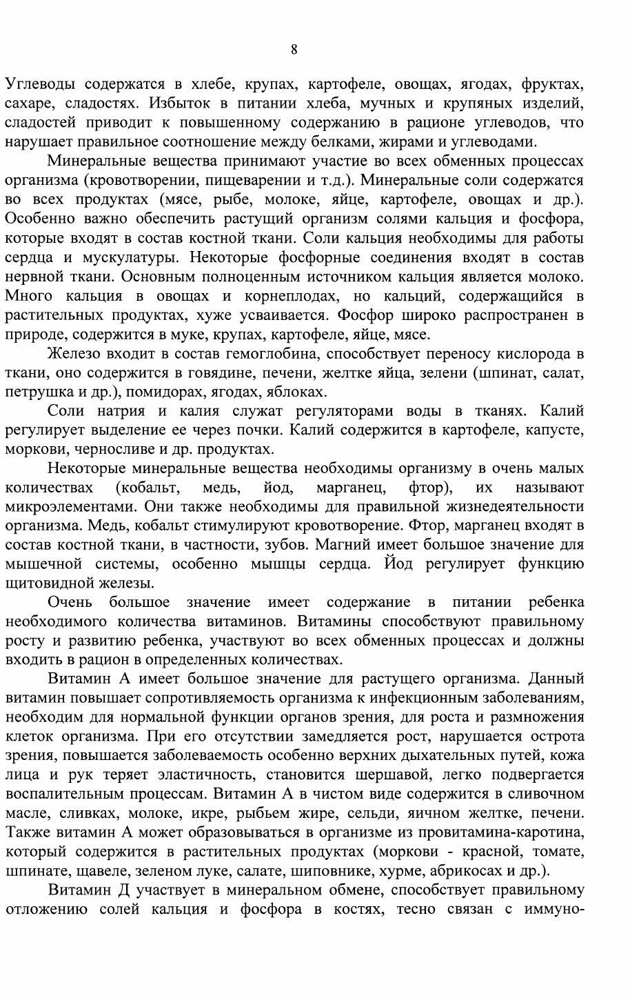 8
Углеводы содержатся в хлебе, крупах, картофеле, овощах, ягодах, фруктах,
сахаре, сладостях. Избыток в питании хлеба, мучных и крупяных изделий,
сладостей приводит к повышенному содержанию в рационе углеводов, что
нарушает правильное соотношение между белками, жирами и углеводами.
Минеральные вещества принимают участие во всех обменных процессах
организма (кровотворении, пищеварении и т.д.). Минеральные соли содержатся
во всех продуктах (мясе, рыбе, молоке, яйце, картофеле, овощах и др.).
Особенно важно обеспечить растущий организм солями кальция и фосфора,
которые входят в состав костной ткани. Соли кальция необходимы для работы
сердца и мускулатуры. Некоторые фосфорные соединения входят в состав
нервной ткани. Основным полноценным источником кальция является молоко.
Много кальция в овощах и корнеплодах, но кальций, содержащийся в
растительных продуктах, хуже усваивается. Фосфор широко распространен в
природе, содержится в муке, крупах, картофеле, яйце, мясе.
Железо входит в состав гемоглобина, способствует переносу кислорода в
ткани, оно содержится в говядине, печени, желтке яйца, зелени (шпинат, салат,
петрушка и др.), помидорах, ягодах, яблоках.
Соли натрия и калия служат регуляторами воды в тканях. Калий
регулирует выделение ее через почки. Калий содержится в картофеле, капусте,
моркови, черносливе и др. продуктах.
Некоторые минеральные вещества необходимы организму в очень малых
количествах (кобальт, медь, йод, марганец, фтор), их называют
микроэлементами. Они также необходимы для правильной жизнедеятельности
организма. Медь, кобальт стимулируют кровотворение. Фтор, марганец входят в
состав костной ткани, в частности, зубов. Магний имеет большое значение для
мышечной системы, особенно мышцы сердца. Йод регулирует функцию
щитовидной железы.
Очень большое значение имеет содержание в питании ребенка
необходимого количества витаминов. Витамины способствуют правильному
росту и развитию ребенка, участвуют во всех обменных процессах и должны
входить в рацион в определенных количествах.
Витамин А имеет большое значение для растущего организма. Данный
витамин повышает сопротивляемость организма к инфекционным заболеваниям,
необходим для нормальной функции органов зрения, для роста и размножения
клеток организма. При его отсутствии замедляется рост, нарушается острота
зрения, повышается заболеваемость особенно верхних дыхательных путей, кожа
лица и рук теряет эластичность, становится шершавой, легко подвергается
воспалительным процессам. Витамин А в чистом виде содержится в сливочном
масле, сливках, молоке, икре, рыбьем жире, сельди, яичном желтке, печени.
Также витамин А может образовываться в организме из провитамина-каротина,
который содержится в растительных продуктах (моркови - красной, томате,
шпинате, щавеле, зеленом луке, салате, шиповнике, хурме, абрикосах и др.).
Витамин Д участвует в минеральном обмене, способствует правильному
отложению солей кальция и фосфора в костях, тесно связан с иммуно-